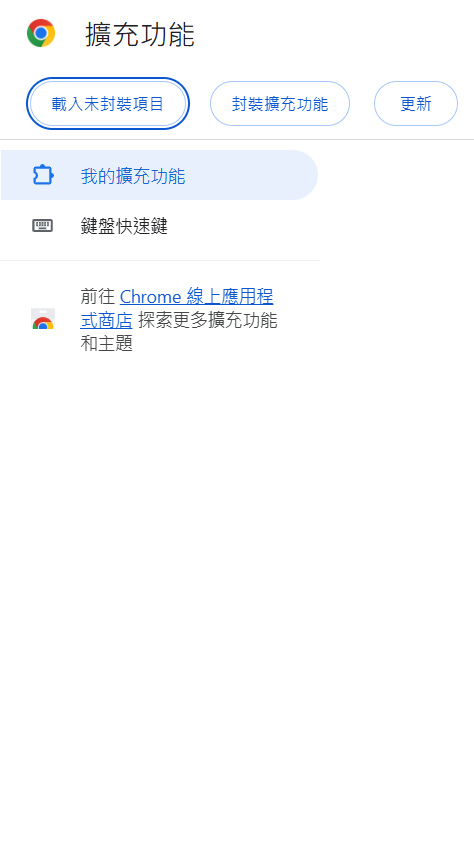 擴充功能
載入未封裝項目
封裝擴充功能
更新
我的擴充功能
鍵盤快速鍵
前往 Chrome 線上應用程
式商店 探索更多擴充功能
和主題